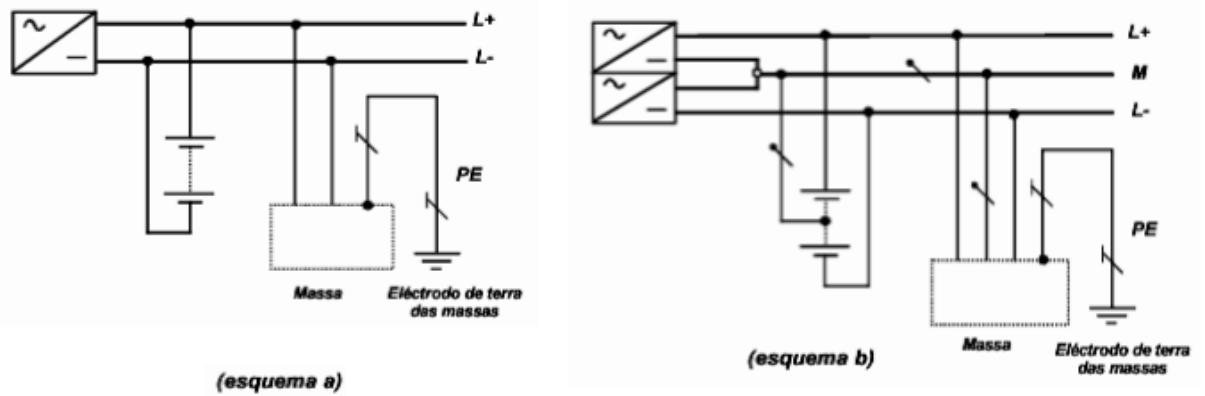 L+
L-
PE
Massa
Eléctrodo de terra
das massas
(esquema a)
L+
M
L-
PE
Massa
Eléctrodo de terra
das massas
(esquema b)